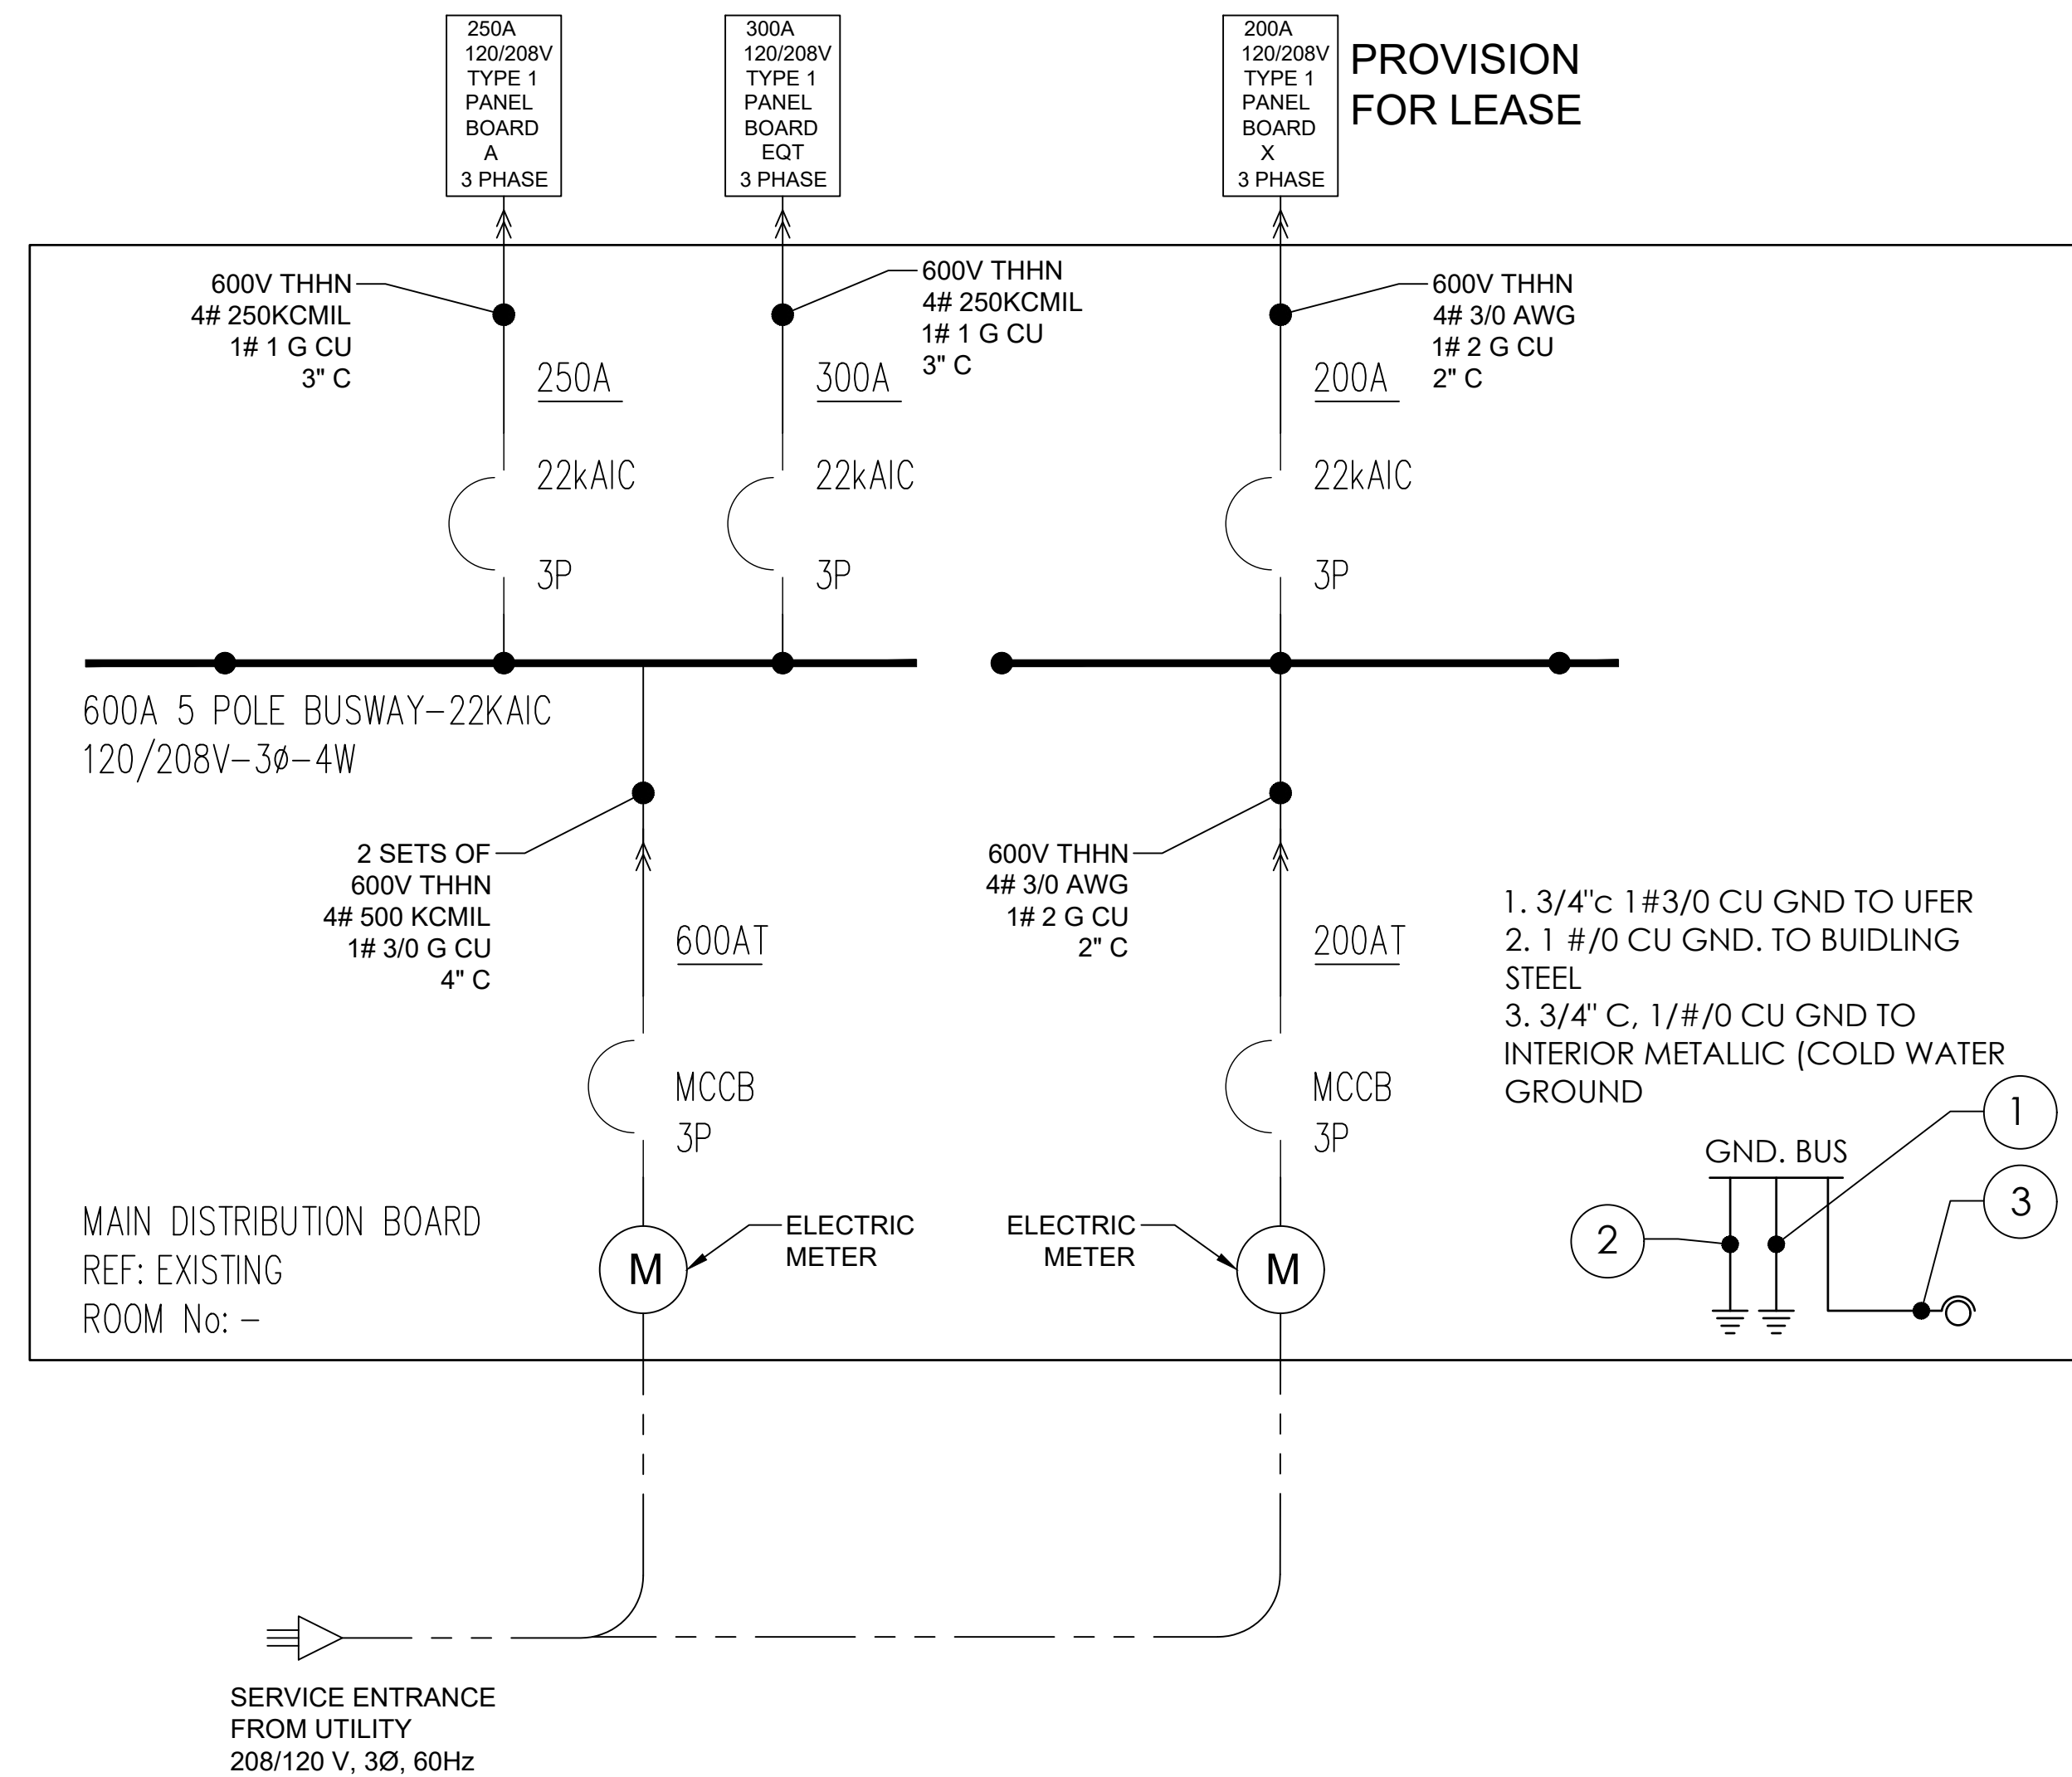 250A
120/208V
TYPE 1
PANEL
BOARD
A
3 PHASE
300A
120/208V
TYPE 1
PANEL
BOARD
EQT
3 PHASE
200A
120/208V
TYPE 1
PANEL
BOARD
X
3 PHASE
PROVISION
FOR LEASE
600V THHN
4# 250KCMIL
1# 1 G CU
3" C
250A
22kAIC
3P
600V THHN
4# 250KCMIL
1# 1 G CU
3" C
300A
22kAIC
3P
600V THHN
4# 3/0 AWG
1# 2 G CU
2" C
200A
22kAIC
3P
600A 5 POLE BUSWAY-22KAIC
120/208V-3ø-4W
2 SETS OF
600V THHN
4# 500 KCMIL
1# 3/0 G CU
4" C
600AT
MCCB
3P
600V THHN
4# 3/0 AWG
1# 2 G CU
2" C
200AT
MCCB
3P
1. 3/4"c 1#3/0 CU GND TO UFER
2. 1 #/0 CU GND. TO BUIDLING
STEEL
3. 3/4" C, 1/#/0 CU GND TO
INTERIOR METALLIC (COLD WATER
GROUND
GND. BUS
1
2
3
MAIN DISTRIBUTION BOARD
REF: EXISTING
ROOM No: -
M
ELECTRIC
METER
ELECTRIC
METER
M
SERVICE ENTRANCE
FROM UTILITY
208/120 V, 3Ø, 60Hz